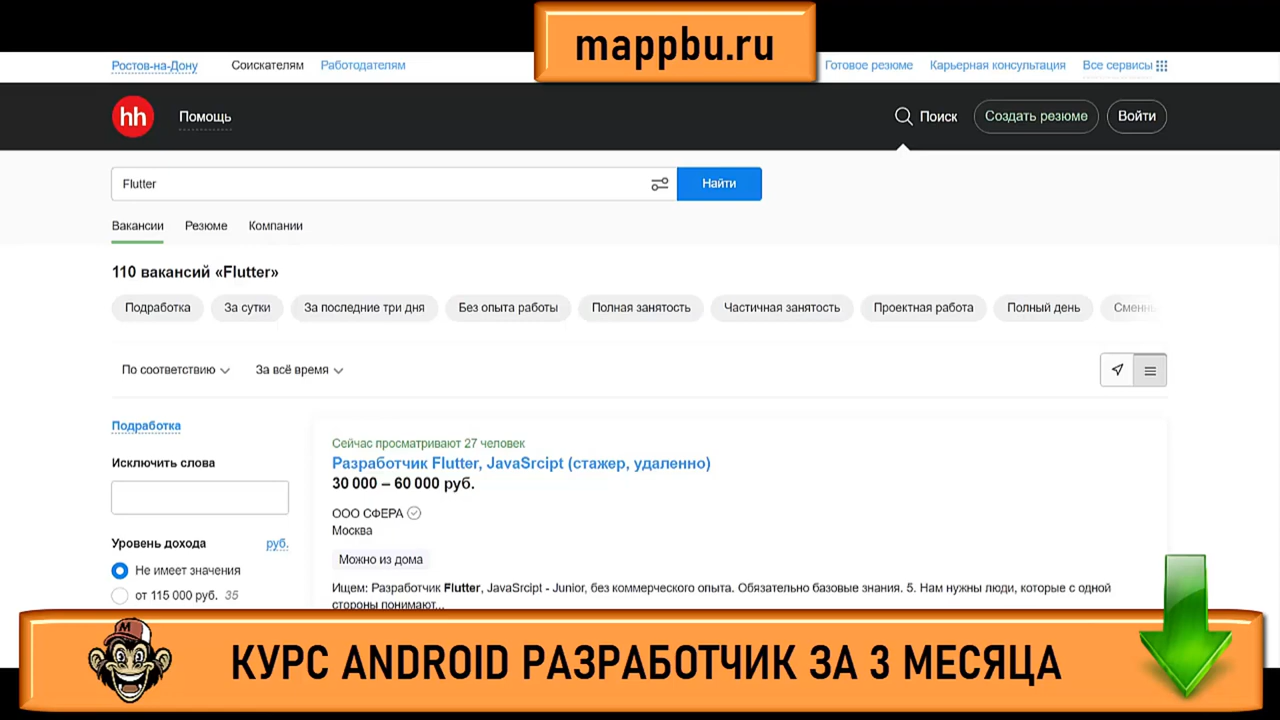 mappbu.ru
Ростов-на-Дону Соискателям Работодателям Готовое резюме Карьерная консультация Все сервисы
hh Помощь Поиск Создать резюме Войти
Flutter Найти
Вакансии Резюме Компании
110 вакансий «Flutter»
Подработка За сутки За последние три дня Без опыта работы Полная занятость Частичная занятость Проектная работа Полный день Сменн
По соответствию За всё время
Подработка
Исключить слова
Уровень дохода руб.
Не имеет значения
от 115 000 руб. 35
Сейчас просматривают 27 человек
Разработчик Flutter, JavaSrcipt (стажер, удаленно)
30 000 – 60 000 руб.
ООО СФЕРА
Москва
Можно из дома
Ищем: Разработчик Flutter, JavaSrcipt - Junior, без коммерческого опыта. Обязательно базовые знания. 5. Нам нужны люди, которые с одной
стороны понимают...
M
КУРС ANDROID РАЗРАБОТЧИК ЗА 3 МЕСЯЦА